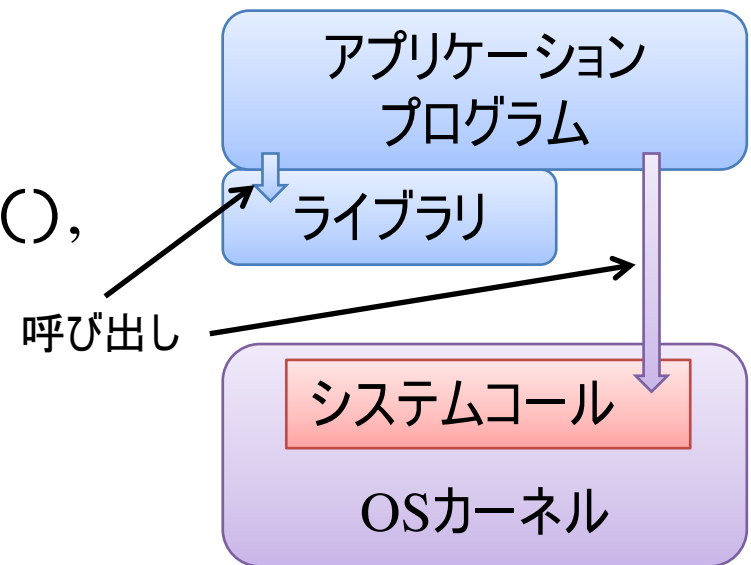 アプリケーション
プログラム
(),
ライブラリ
呼び出し
システムコール
OSカーネル